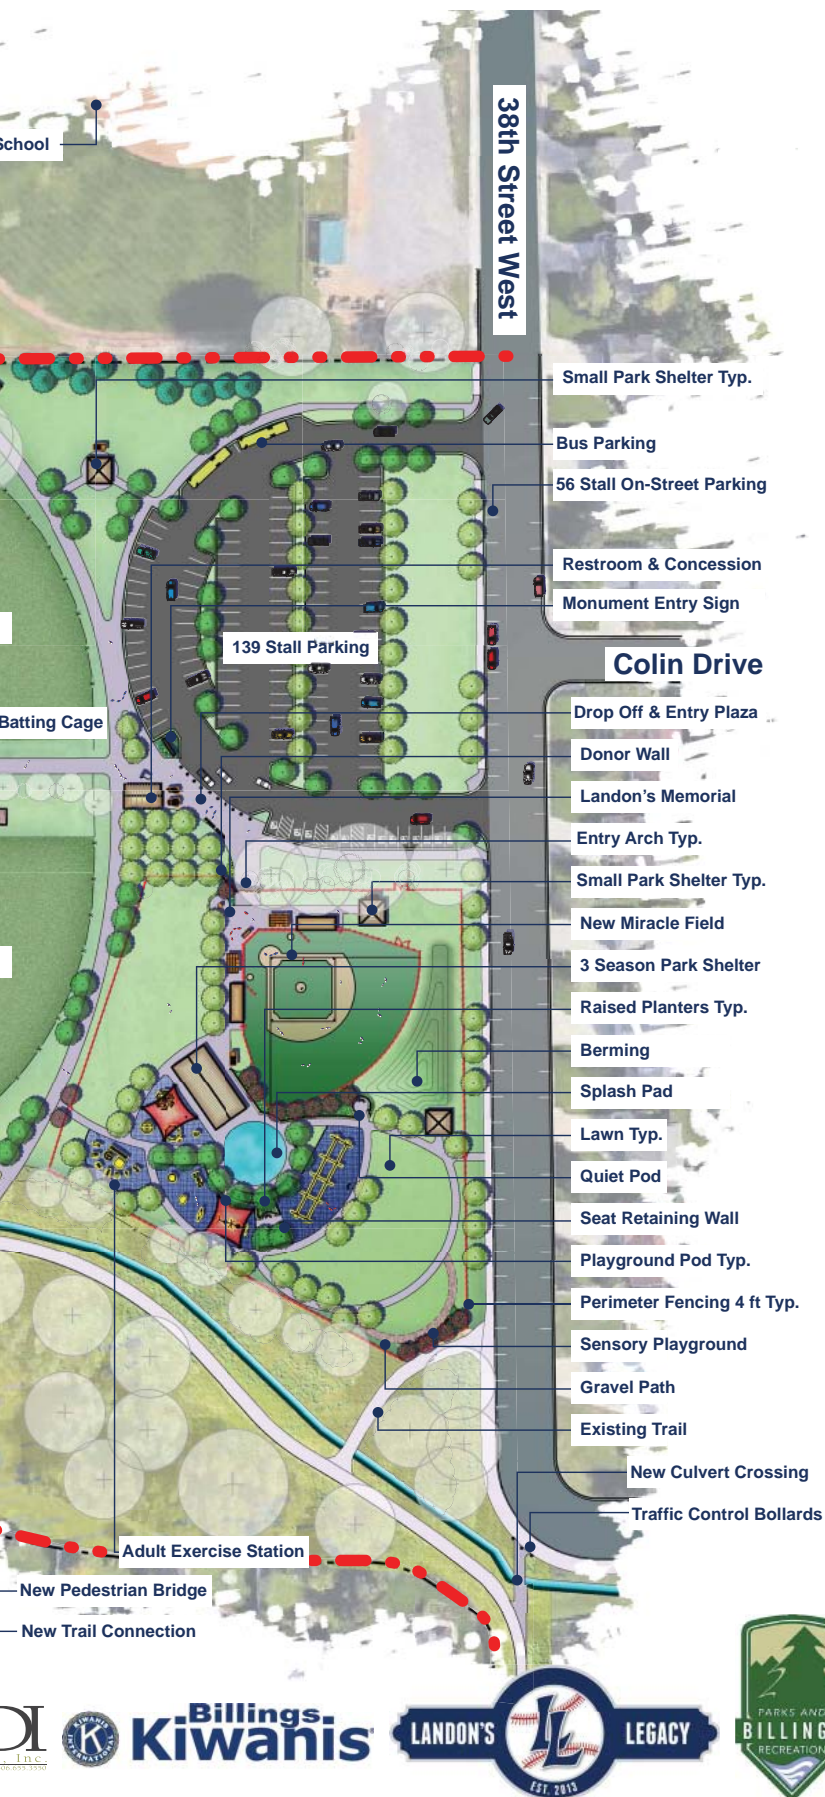 School
38th Street West
Small Park Shelter Typ.
Bus Parking
56 Stall On-Street Parking
Restroom & Concession
Monument Entry Sign
139 Stall Parking
Colin Drive
Batting Cage
Drop Off & Entry Plaza
Donor Wall
Landon's Memorial
Entry Arch Typ.
Small Park Shelter Typ.
New Miracle Field
3 Season Park Shelter
Raised Planters Typ.
Berming
Splash Pad
Lawn Typ.
Quiet Pod
Seat Retaining Wall
Playground Pod Typ.
Perimeter Fencing 4 ft Typ.
Sensory Playground
Gravel Path
Existing Trail
New Culvert Crossing
Traffic Control Bollards
Adult Exercise Station
New Pedestrian Bridge
New Trail Connection
DI
, Inc.
KIWANIS
K
INTERNATIONAL
Billings
Kiwanis
LANDON'S
LL
LEGACY
EST. 2013
PARKS AND
BILLING
RECREATION